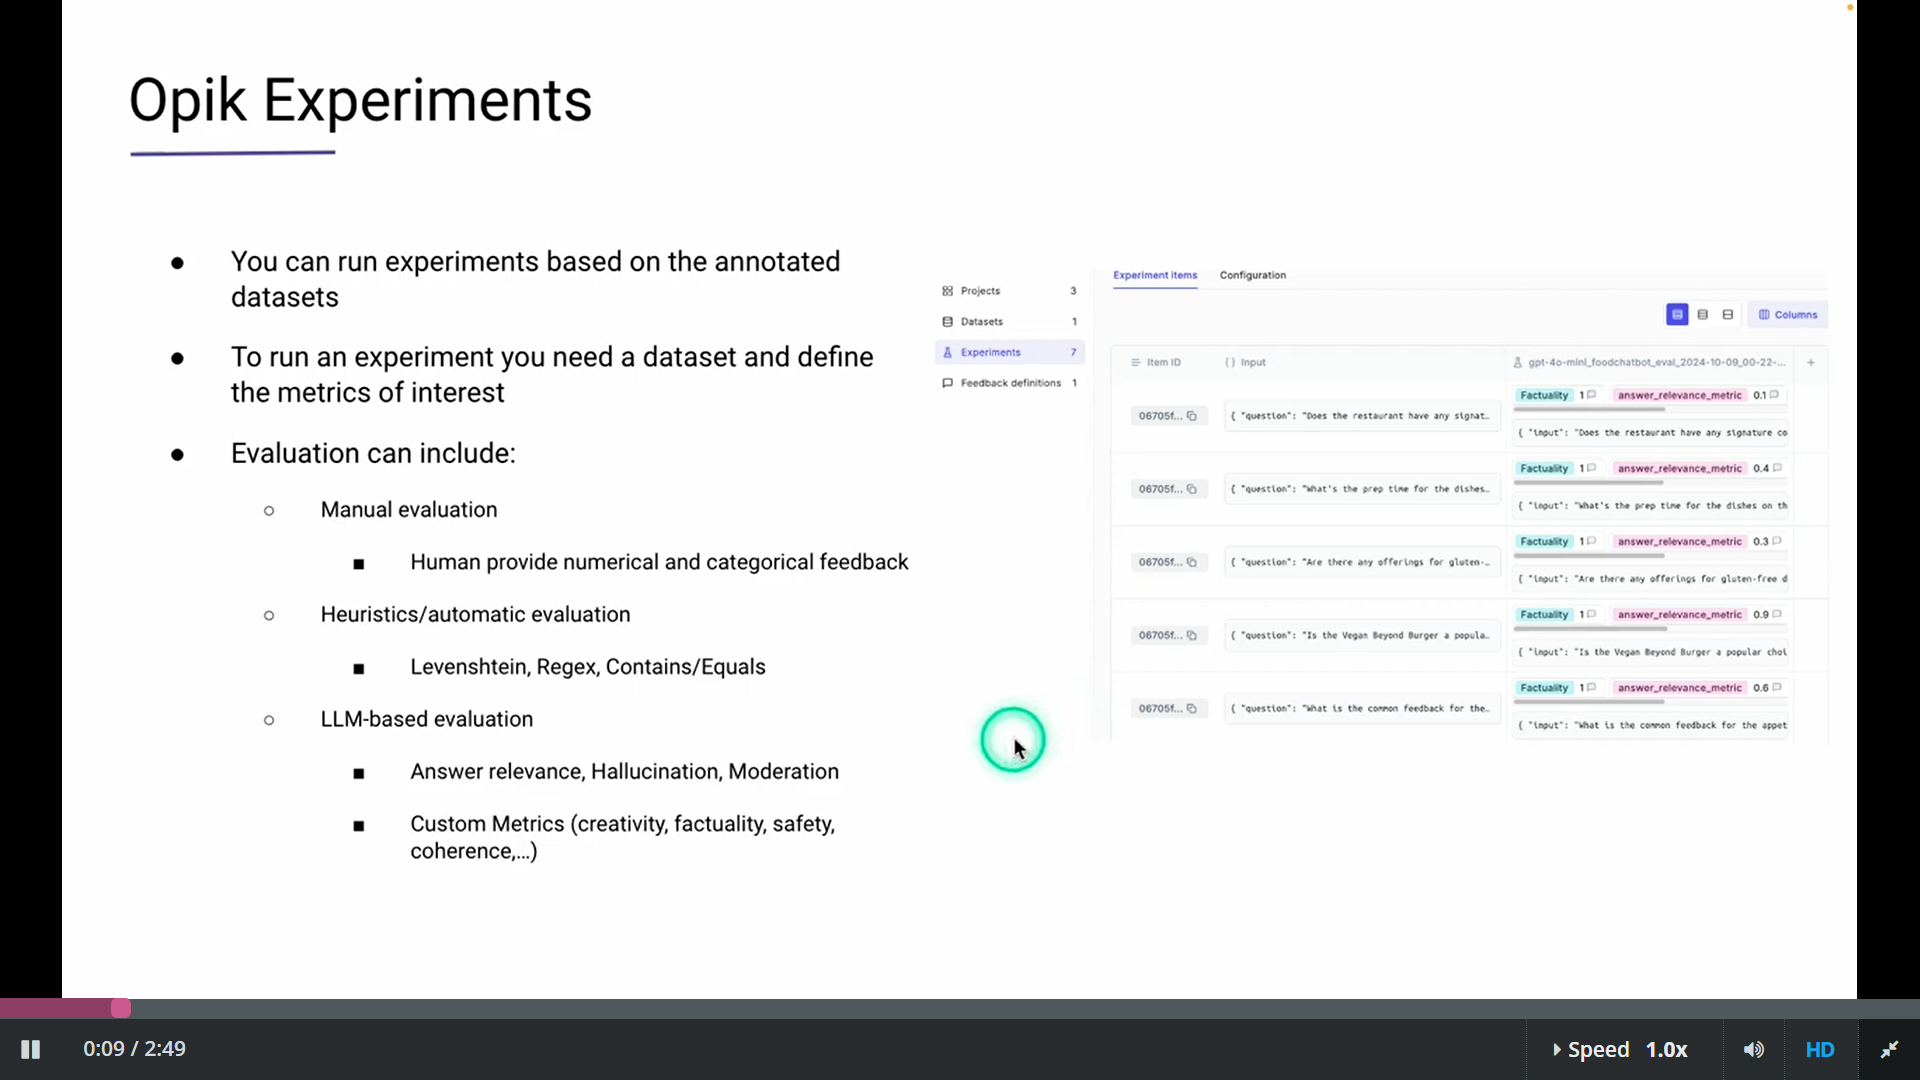 Opik Experiments
● You can run experiments based on the annotated
datasets
● To run an experiment you need a dataset and define
the metrics of interest
● Evaluation can include:
○ Manual evaluation
■ Human provide numerical and categorical feedback
○ Heuristics/automatic evaluation
■ Levenshtein, Regex, Contains/Equals
○ LLM-based evaluation
■ Answer relevance, Hallucination, Moderation
■ Custom Metrics (creativity, factuality, safety,
coherence,...)
Projects 3
Datasets 1
Experiments 7
Feedback definitions 1
Experiment items Configuration
Columns
Item ID {} Input gpt-4o-mini_foodchatbot_eval_2024-10-09_00-22-... +
Factuality 1 answer_relevance_metric 0.1
06705f... { "question": "Does the restaurant have any signat…
{ "input": "Does the restaurant have any signature co
Factuality 1 answer_relevance_metric 0.4
06705f... { "question": "What's the prep time for the dishes…
{ "input": "What's the prep time for the dishes on th
Factuality 1 answer_relevance_metric 0.3
06705f... { "question": "Are there any offerings for gluten-…
{ "input": "Are there any offerings for gluten-free d
Factuality 1 answer_relevance_metric 0.9
06705f... { "question": "Is the Vegan Beyond Burger a popula…
{ "input": "Is the Vegan Beyond Burger a popular choi
Factuality 1 answer_relevance_metric 0.6
06705f... { "question": "What is the common feedback for the…
{ "input": "What is the common feedback for the appet
0:09 / 2:49 Speed 1.0x HD